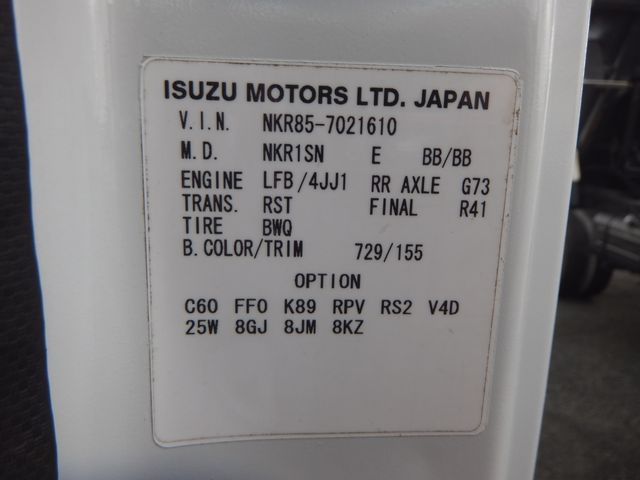 ISUZU MOTORS LTD. JAPAN
V.I.N. NKR85-7021610
M.D. NKR1SN E BB/BB
ENGINE LFB/4JJ1 RR AXLE G73
TRANS. RST FINAL R41
TIRE BWQ
B.COLOR/TRIM 729/155
OPTION
C60 FF0 K89 RPV RS2 V4D
25W 8GJ 8JM 8KZ